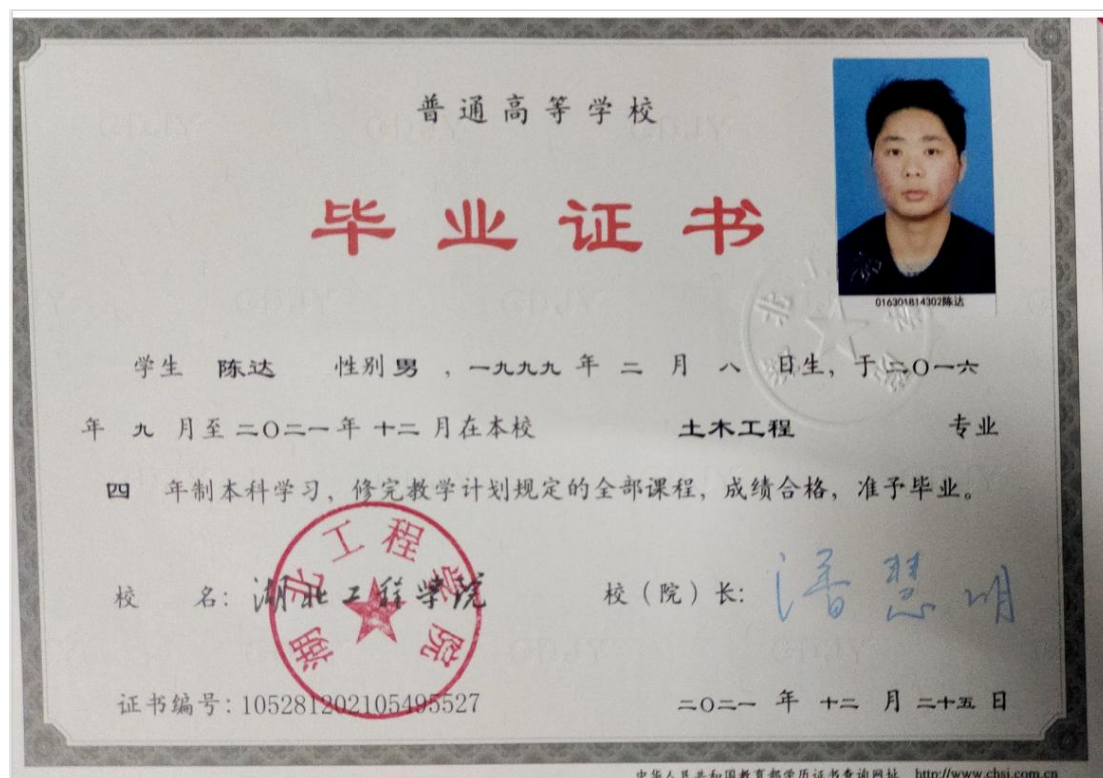 普通高等学校
毕业证书
016301814302陈达
学生 陈达 性别 男 ，一九九九 年 二 月 八 日生，于二〇一六
年 九 月至 二〇二一 年 十二 月在本校 土木工程 专业
四 年制本科学习，修完教学计划规定的全部课程，成绩合格，准予毕业。
校 名： 湖北工程学院
湖北工程学院
校（院）长： 潘慧明
证书编号：105281202105495527
二〇二一 年 十二 月 二十五 日
中华人民共和国教育部学历证书查询网址 http://www.chsi.com.cn